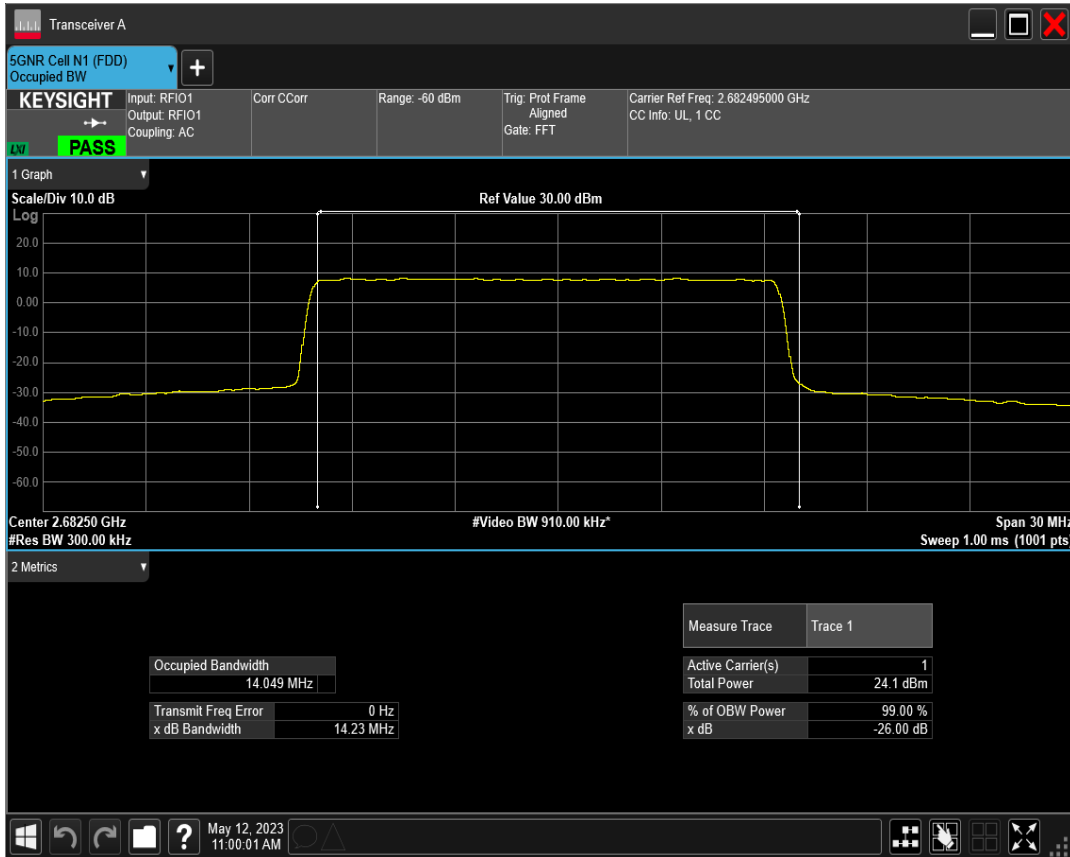 Transceiver A
5GNR Cell N1 (FDD)
Occupied BW
+
KEYSIGHT
LXI PASS
Input: RFIO1
Output: RFIO1
Coupling: AC
Corr CCorr
Range: -60 dBm
Trig: Prot Frame
Aligned
Gate: FFT
Carrier Ref Freq: 2.682495000 GHz
CC Info: UL, 1 CC
1 Graph
Scale/Div 10.0 dB
Ref Value 30.00 dBm
Log
20.0
10.0
0.00
-10.0
-20.0
-30.0
-40.0
-50.0
-60.0
Center 2.68250 GHz
#Video BW 910.00 kHz*
Span 30 MHz
#Res BW 300.00 kHz
Sweep 1.00 ms (1001 pts)
2 Metrics
Measure Trace Trace 1
Occupied Bandwidth
14.049 MHz
Active Carrier(s) 1
Total Power 24.1 dBm
Transmit Freq Error 0 Hz
x dB Bandwidth 14.23 MHz
% of OBW Power 99.00 %
x dB -26.00 dB
?
May 12, 2023
11:00:01 AM